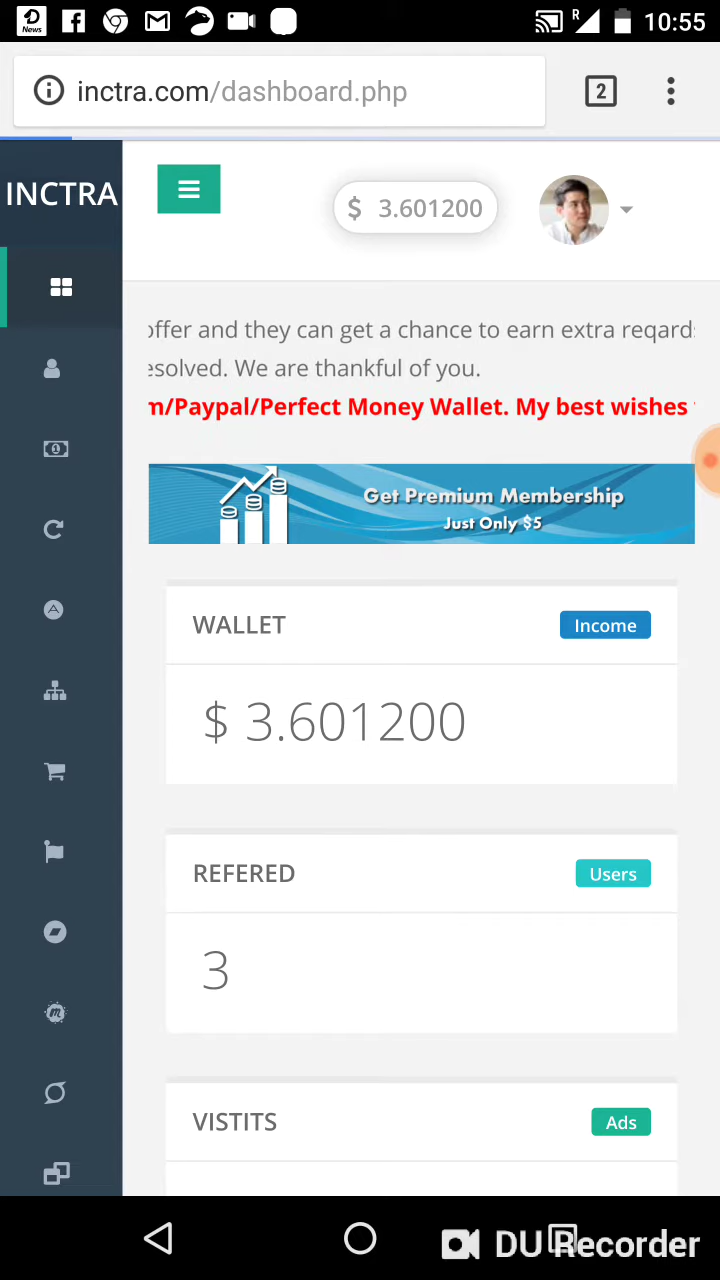 News
R
10:55
inctra.com/dashboard.php
2
INCTRA
$ 3.601200
offer and they can get a chance to earn extra reqard
esolved. We are thankful of you.
m/Paypal/Perfect Money Wallet. My best wishes
Get Premium Membership
Just Only $5
WALLET
Income
$ 3.601200
REFERED
Users
3
VISTITS
Ads
DU Recorder